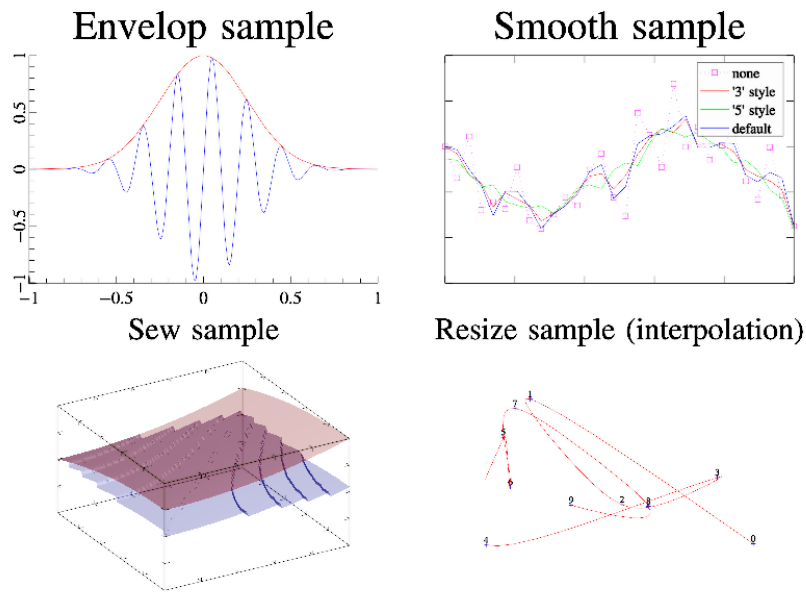 Envelop sample
Smooth sample
none
'3' style
'5' style
default
1
0.5
0
−0.5
−1
−1
−0.5
0
0.5
1
Sew sample
Resize sample (interpolation)
1
7
5
3
6
9
2
8
4
0